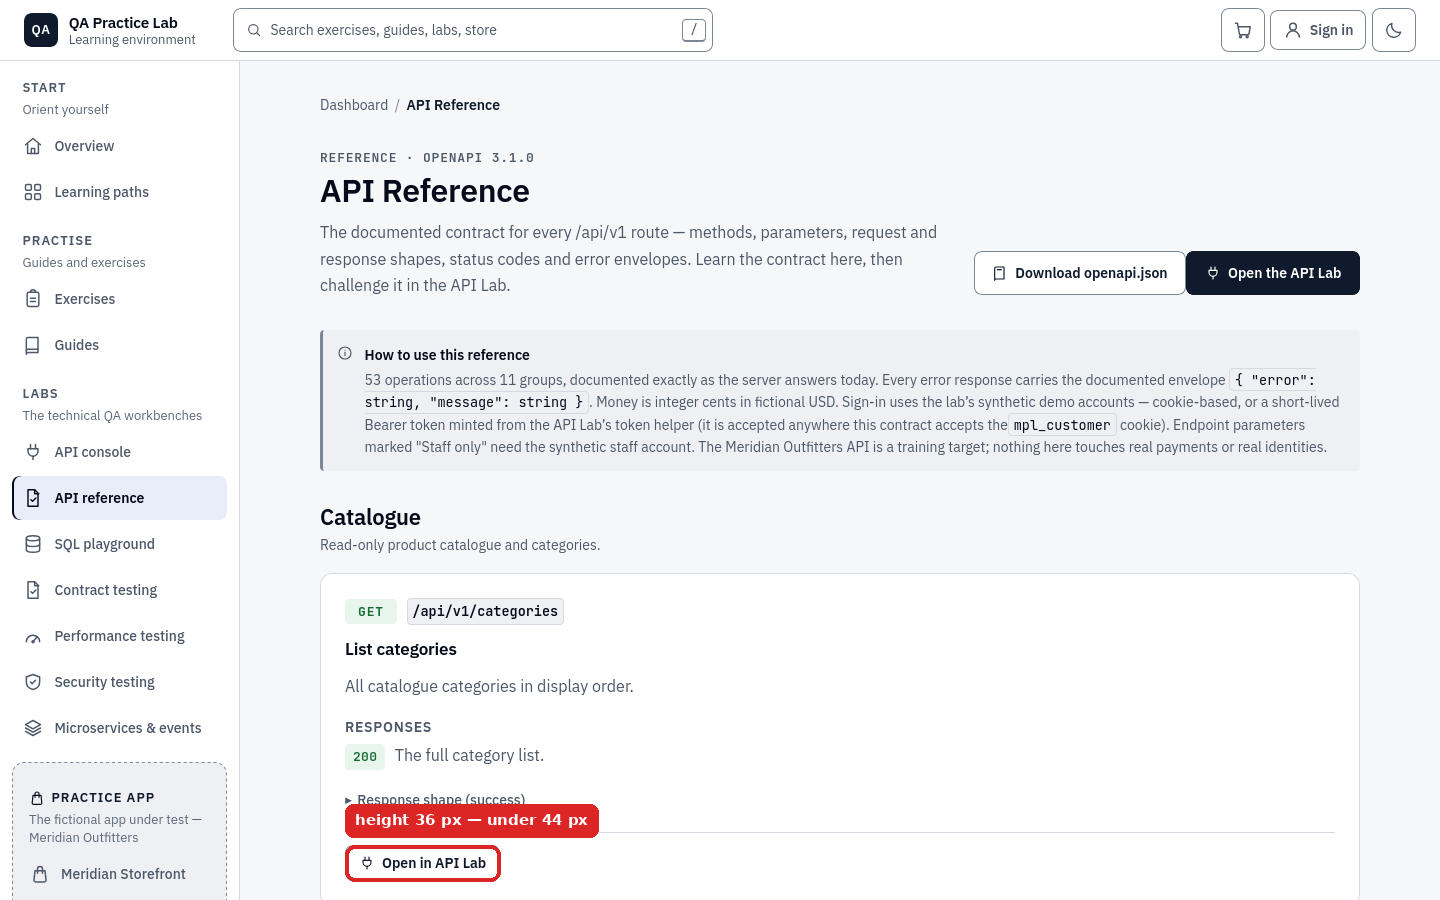 QA
QA Practice Lab
Learning environment
Search exercises, guides, labs, store
/
Sign in
START
Orient yourself
Overview
Learning paths
PRACTISE
Guides and exercises
Exercises
Guides
LABS
The technical QA workbenches
API console
API reference
SQL playground
Contract testing
Performance testing
Security testing
Microservices & events
PRACTICE APP
The fictional app under test —
Meridian Outfitters
Meridian Storefront
Dashboard / API Reference
REFERENCE · OPENAPI 3.1.0
API Reference
The documented contract for every /api/v1 route — methods, parameters, request and
response shapes, status codes and error envelopes. Learn the contract here, then
challenge it in the API Lab.
Download openapi.json
Open the API Lab
How to use this reference
53 operations across 11 groups, documented exactly as the server answers today. Every error response carries the documented envelope { "error":
string, "message": string }. Money is integer cents in fictional USD. Sign-in uses the lab’s synthetic demo accounts — cookie-based, or a short-lived
Bearer token minted from the API Lab’s token helper (it is accepted anywhere this contract accepts the mpl_customer cookie). Endpoint parameters
marked "Staff only" need the synthetic staff account. The Meridian Outfitters API is a training target; nothing here touches real payments or real identities.
Catalogue
Read-only product catalogue and categories.
GET /api/v1/categories
List categories
All catalogue categories in display order.
RESPONSES
200 The full category list.
Response shape (success)
height 36 px — under 44 px
Open in API Lab